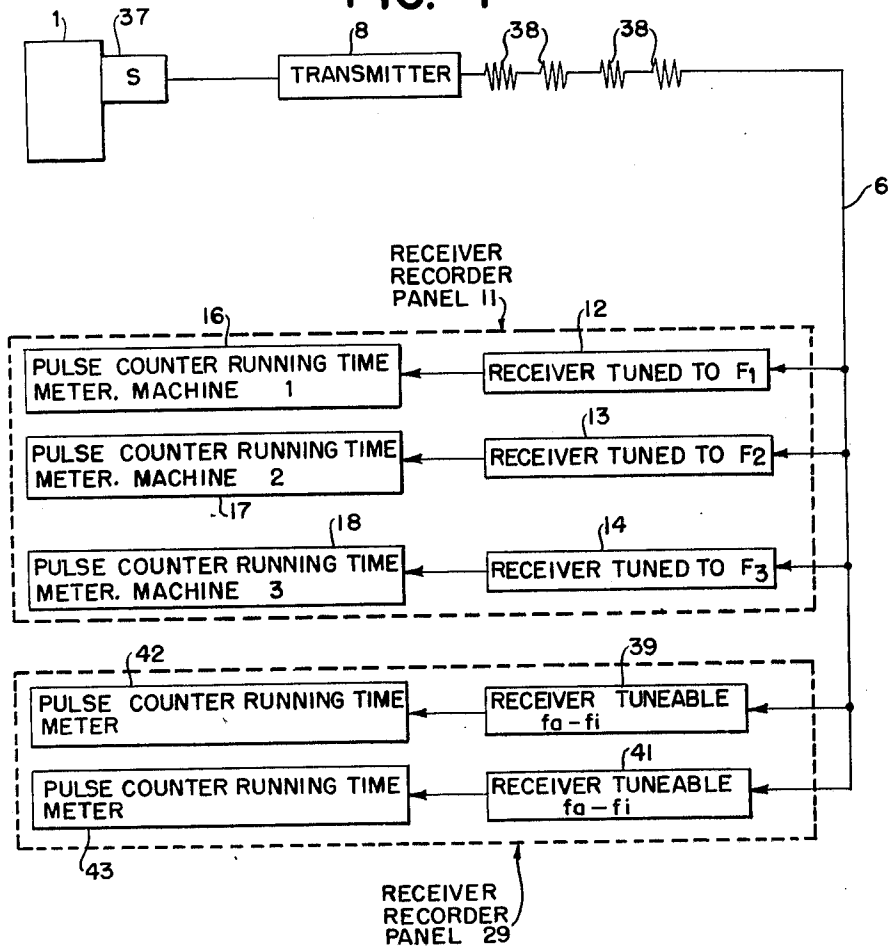 1
37
S
8
TRANSMITTER
38
38
6
RECEIVER
RECORDER
PANEL 11
16
PULSE COUNTER RUNNING TIME
METER. MACHINE 1
12
RECEIVER TUNED TO F1
PULSE COUNTER RUNNING TIME
METER. MACHINE 2
17
13
RECEIVER TUNED TO F2
18
PULSE COUNTER RUNNING TIME
METER. MACHINE 3
14
RECEIVER TUNED TO F3
42
PULSE COUNTER RUNNING TIME
METER
39
RECEIVER TUNEABLE
fa-fi
PULSE COUNTER RUNNING TIME
METER
43
41
RECEIVER TUNEABLE
fa-fi
RECEIVER
RECORDER
PANEL 29